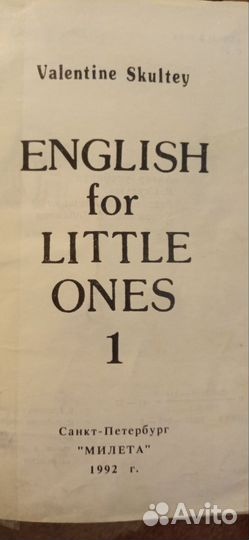 Valentine Skultey
ENGLISH
for
LITTLE
ONES
1
Санкт-Петербург
"МИЛЕТА"
1992 г.
Avito